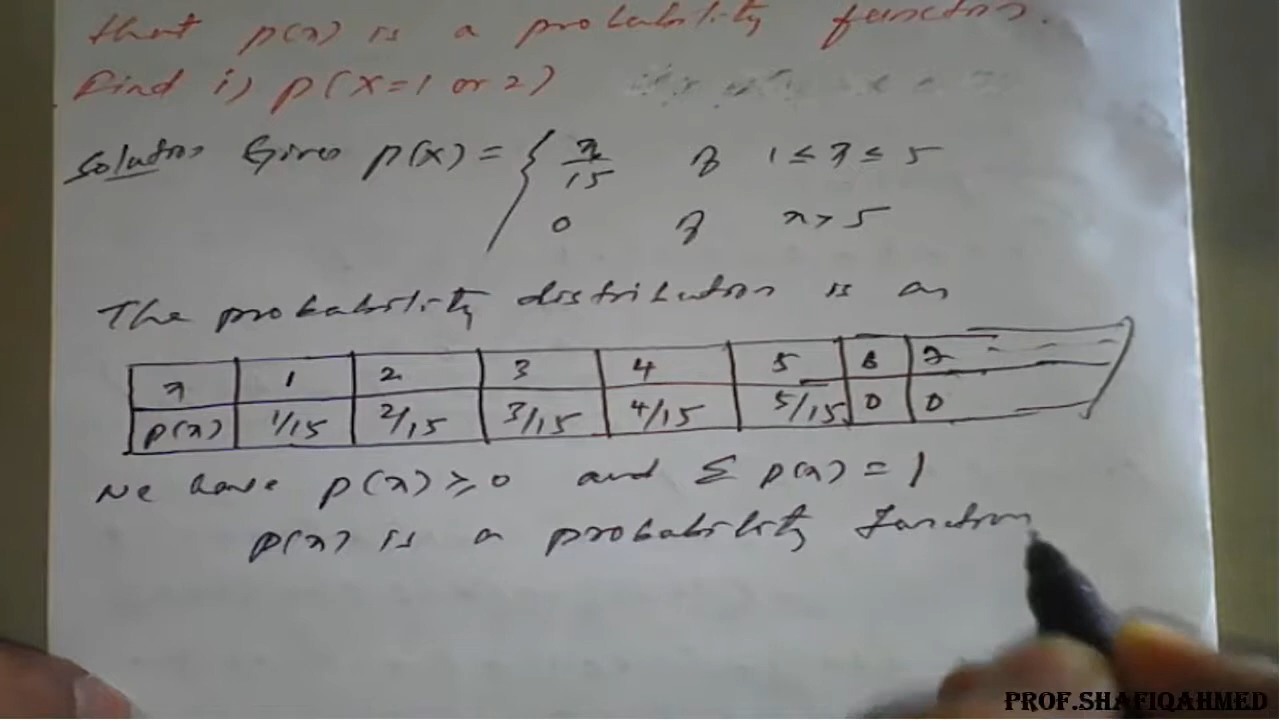 that p(x) is a probability function.
Find i) p(X=1 or 2)
Solution Given p(x) = { x/15 if 1 ≤ x ≤ 5
0 if x > 5
The probability distribution is as
x 1 2 3 4 5 6 7
p(x) 1/15 2/15 3/15 4/15 5/15 0 0
We have p(x) ≥ 0 and Σ p(x) = 1
p(x) is a probability function
PROF.SHAFIQAHMED